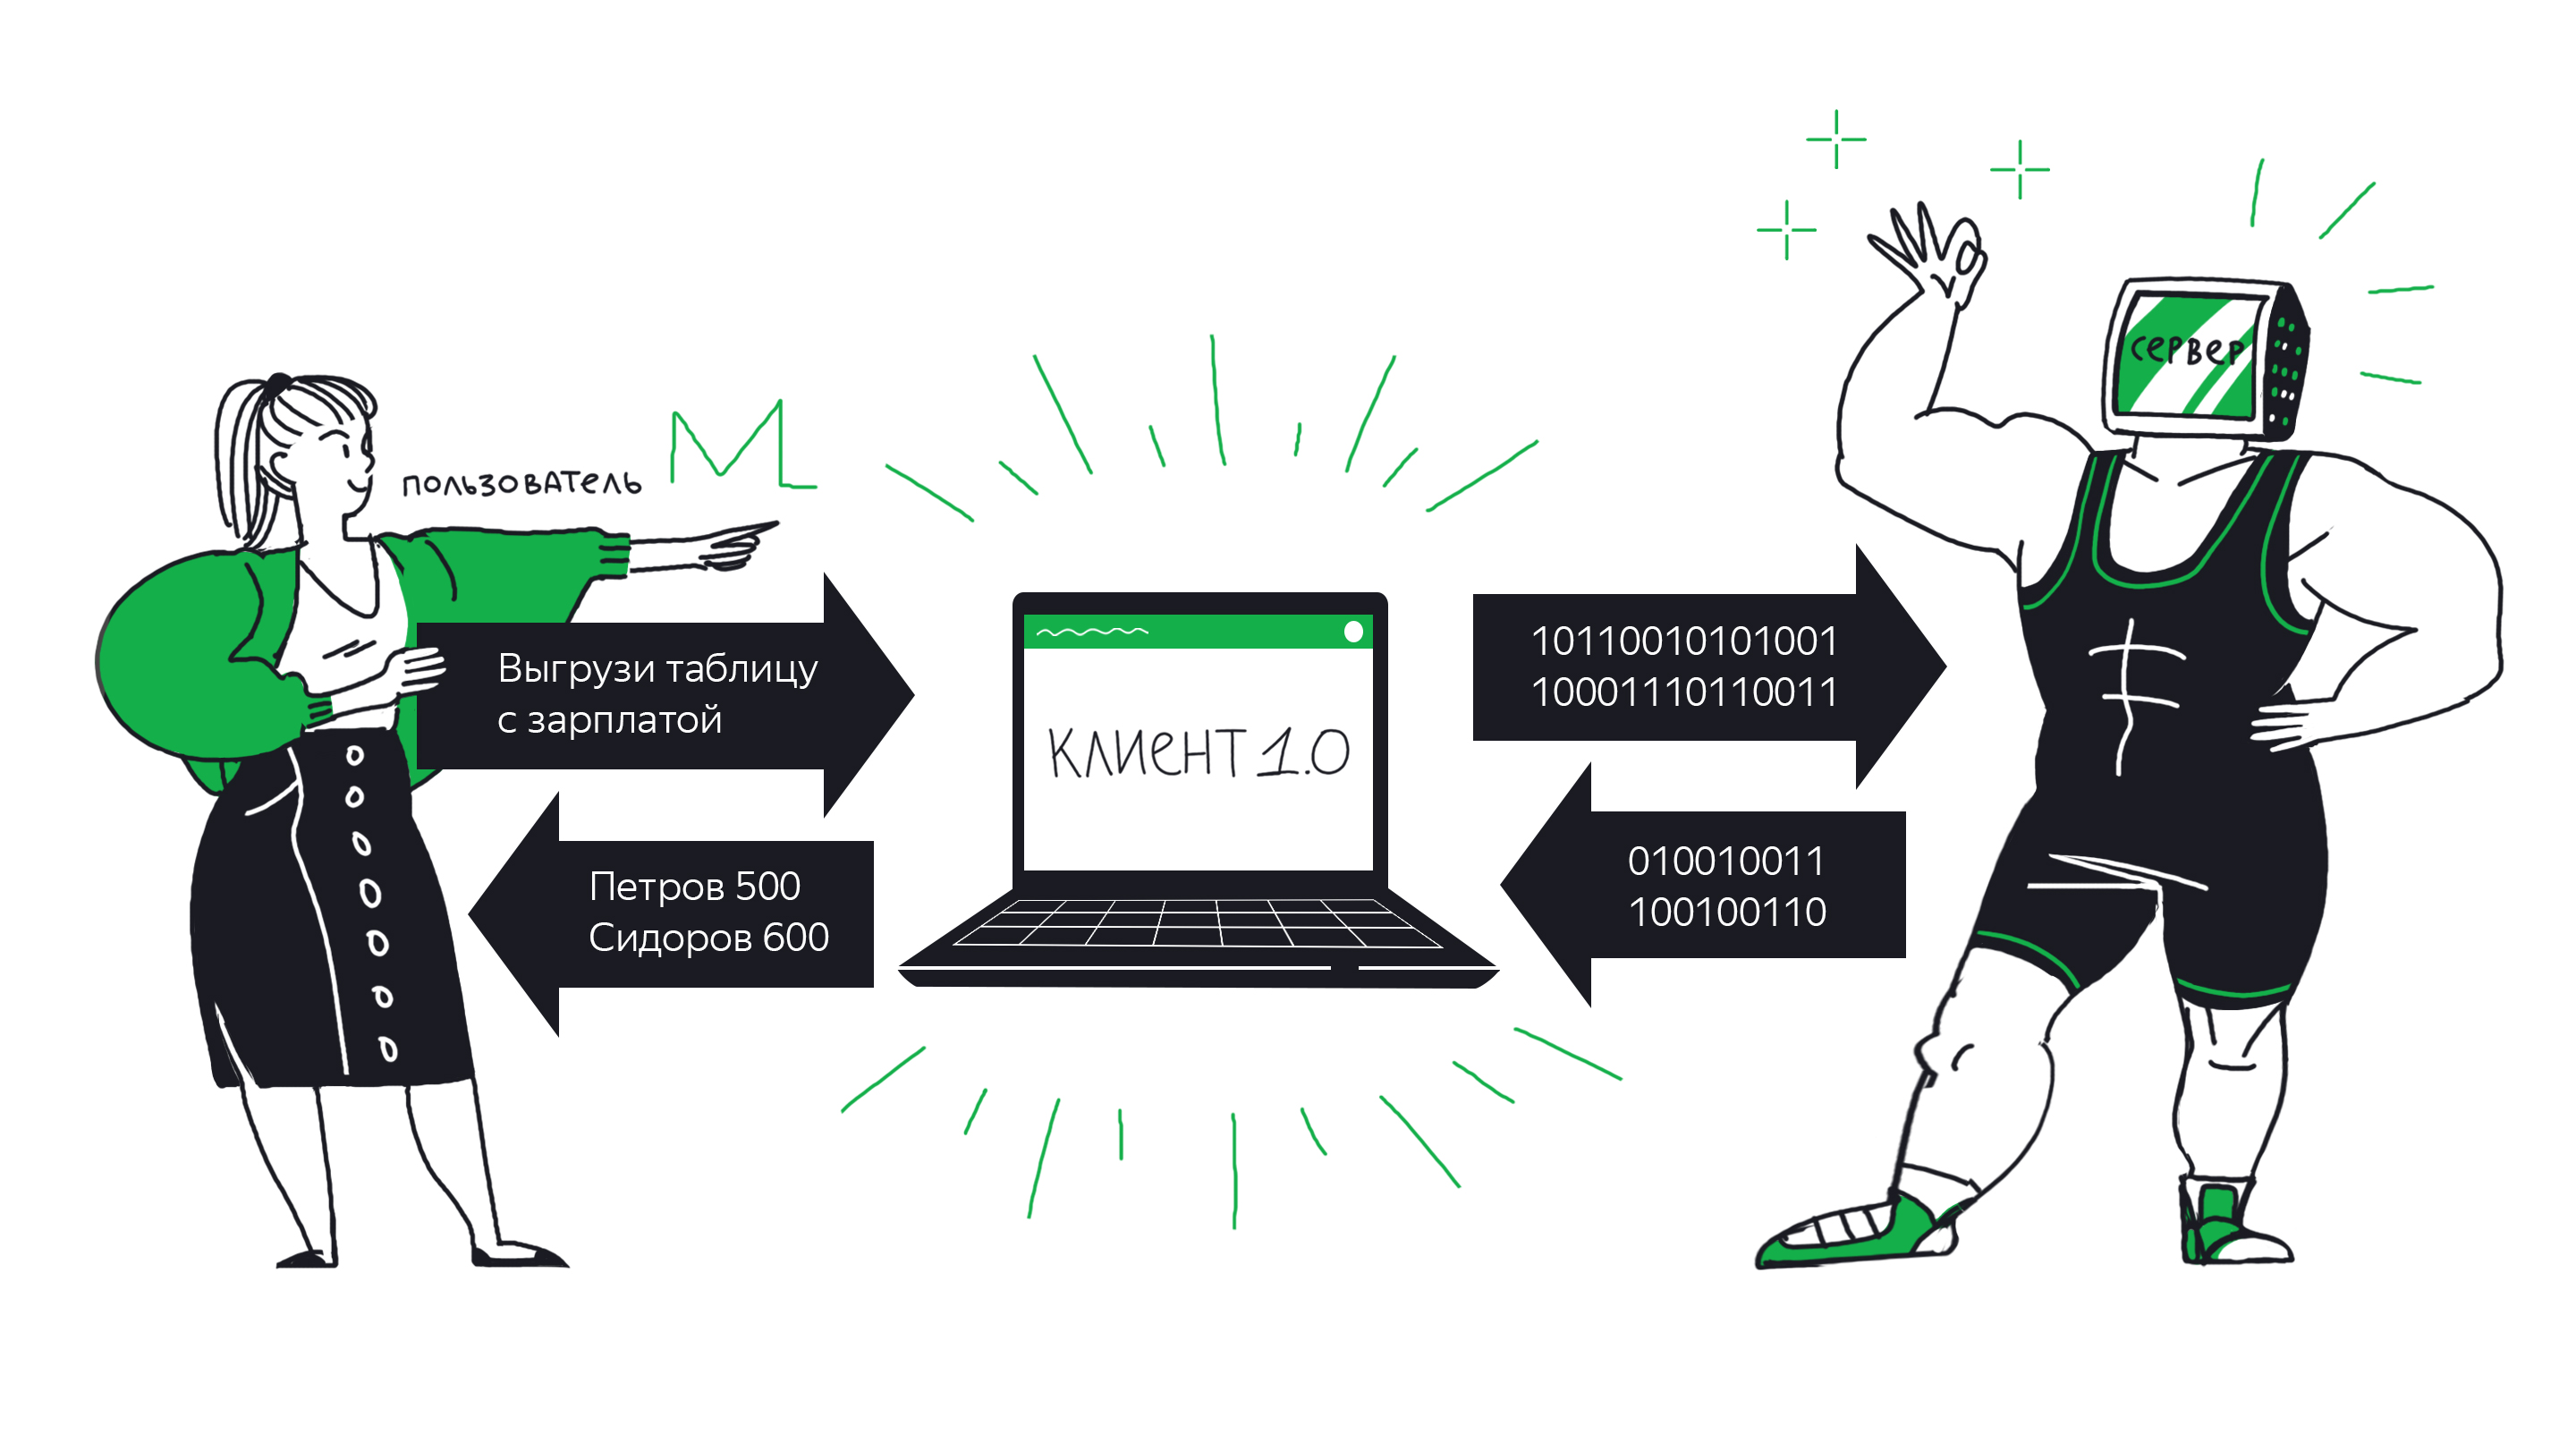 пользователь
Выгрузи таблицу
с зарплатой
Петров 500
Сидоров 600
Клиент 1.0
10110010101001
10001110110011
010010011
100100110
сервер